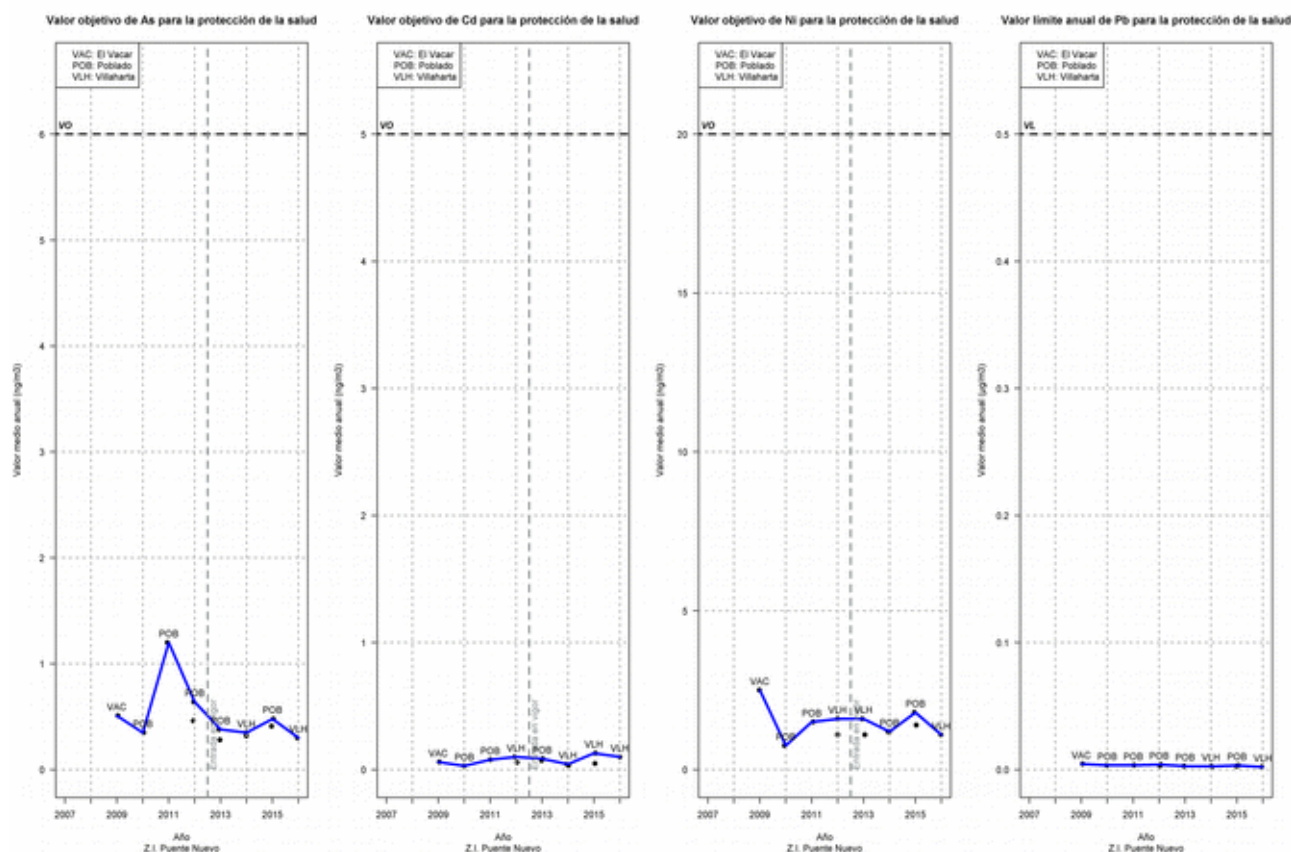 Valor objetivo de As para la protección de la salud
VAC: El Vacar
POB: Poblado
VLH: Villaharta
VO
6
5
4
3
2
1
0
Valor medio anual (ng/m3)
VAC
POB
POB
POB
POB
VLH
POB
VLH
Entrada en vigor
2007
2009
2011
2013
2015
Año
Z.I. Puente Nuevo
Valor objetivo de Cd para la protección de la salud
VAC: El Vacar
POB: Poblado
VLH: Villaharta
VO
5
4
3
2
1
0
Valor medio anual (ng/m3)
VAC
POB
POB
VLH
POB
VLH
VLH
VLH
Entrada en vigor
2007
2009
2011
2013
2015
Año
Z.I. Puente Nuevo
Valor objetivo de Ni para la protección de la salud
VAC: El Vacar
POB: Poblado
VLH: Villaharta
VO
20
15
10
5
0
Valor medio anual (ng/m3)
VAC
POB
POB
VLH
VLH
POB
POB
VLH
Entrada en vigor
2007
2009
2011
2013
2015
Año
Z.I. Puente Nuevo
Valor límite anual de Pb para la protección de la salud
VAC: El Vacar
POB: Poblado
VLH: Villaharta
VL
0.5
0.4
0.3
0.2
0.1
0.0
Valor medio anual (µg/m3)
VAC
POB
POB
POB
POB
VLH
POB
VLH
2007
2009
2011
2013
2015
Año
Z.I. Puente Nuevo